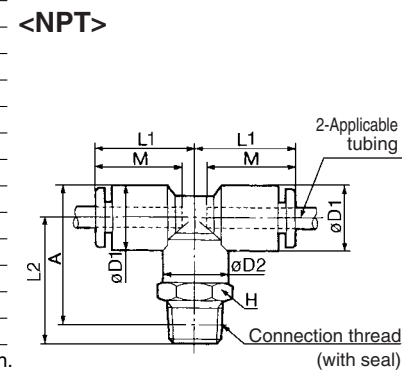 <NPT>
L1 L1
M M
2-Applicable
tubing
øD1
A
L2
øD1
øD2
H
Connection thread
(with seal)
n.